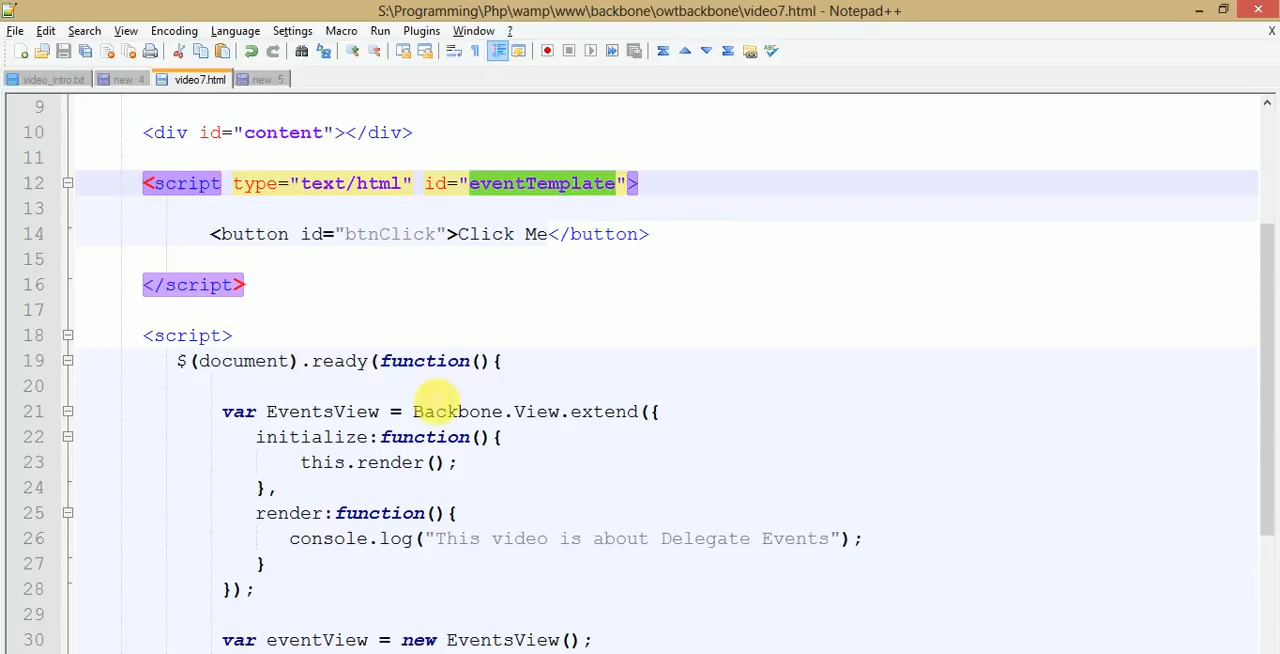 S:\Programming\Php\wamp\www\backbone\owtbackbone\video7.html - Notepad++
File Edit Search View Encoding Language Settings Macro Run Plugins Window ? X
video_intro.txt new 4 video7.html new 5
9
10 <div id="content"></div>
11
12 <script type="text/html" id="eventTemplate">
13
14 <button id="btnClick">Click Me</button>
15
16 </script>
17
18 <script>
19 $(document).ready(function(){
20
21 var EventsView = Backbone.View.extend({
22 initialize:function(){
23 this.render();
24 },
25 render:function(){
26 console.log("This video is about Delegate Events");
27 }
28 });
29
30 var eventView = new EventsView();